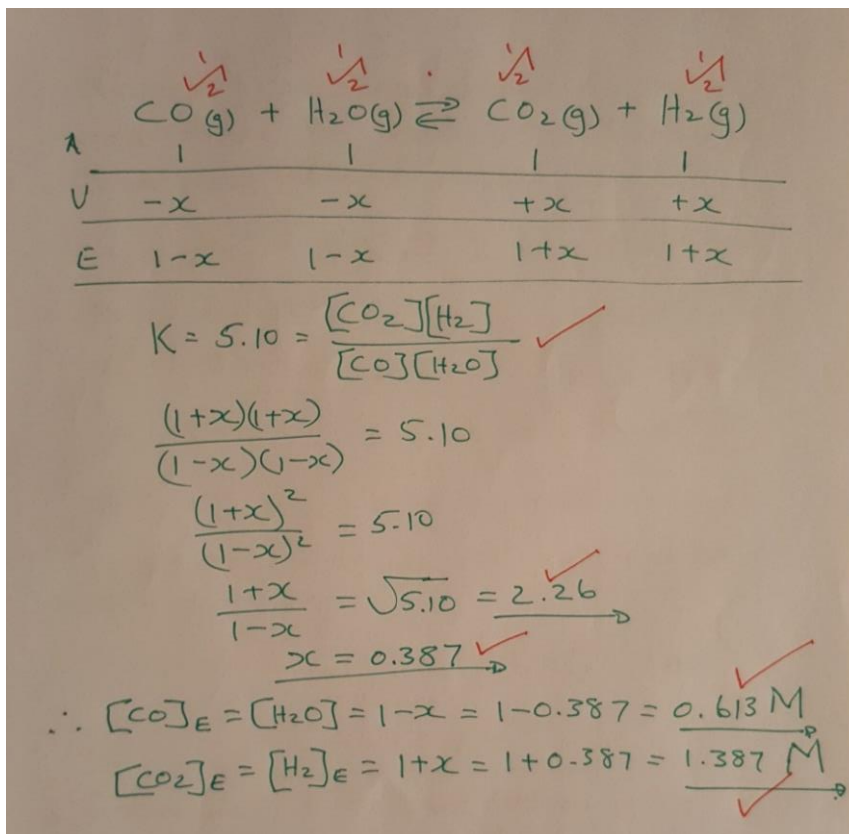 ✓½ ✓½ ✓½ ✓½
CO(g) + H₂O(g) ⇌ CO₂(g) + H₂(g)
A 1 1 1 1
V -x -x +x +x
E 1-x 1-x 1+x 1+x
K = 5.10 = [CO₂][H₂] / [CO][H₂O] ✓
(1+x)(1+x) / (1-x)(1-x) = 5.10
(1+x)² / (1-x)² = 5.10
1+x / 1-x = √5.10 = 2.26 ✓
x = 0.387 ✓
∴ [CO]E = [H₂O] = 1-x = 1-0.387 = 0.613 M ✓
[CO₂]E = [H₂]E = 1+x = 1+0.387 = 1.387 M ✓